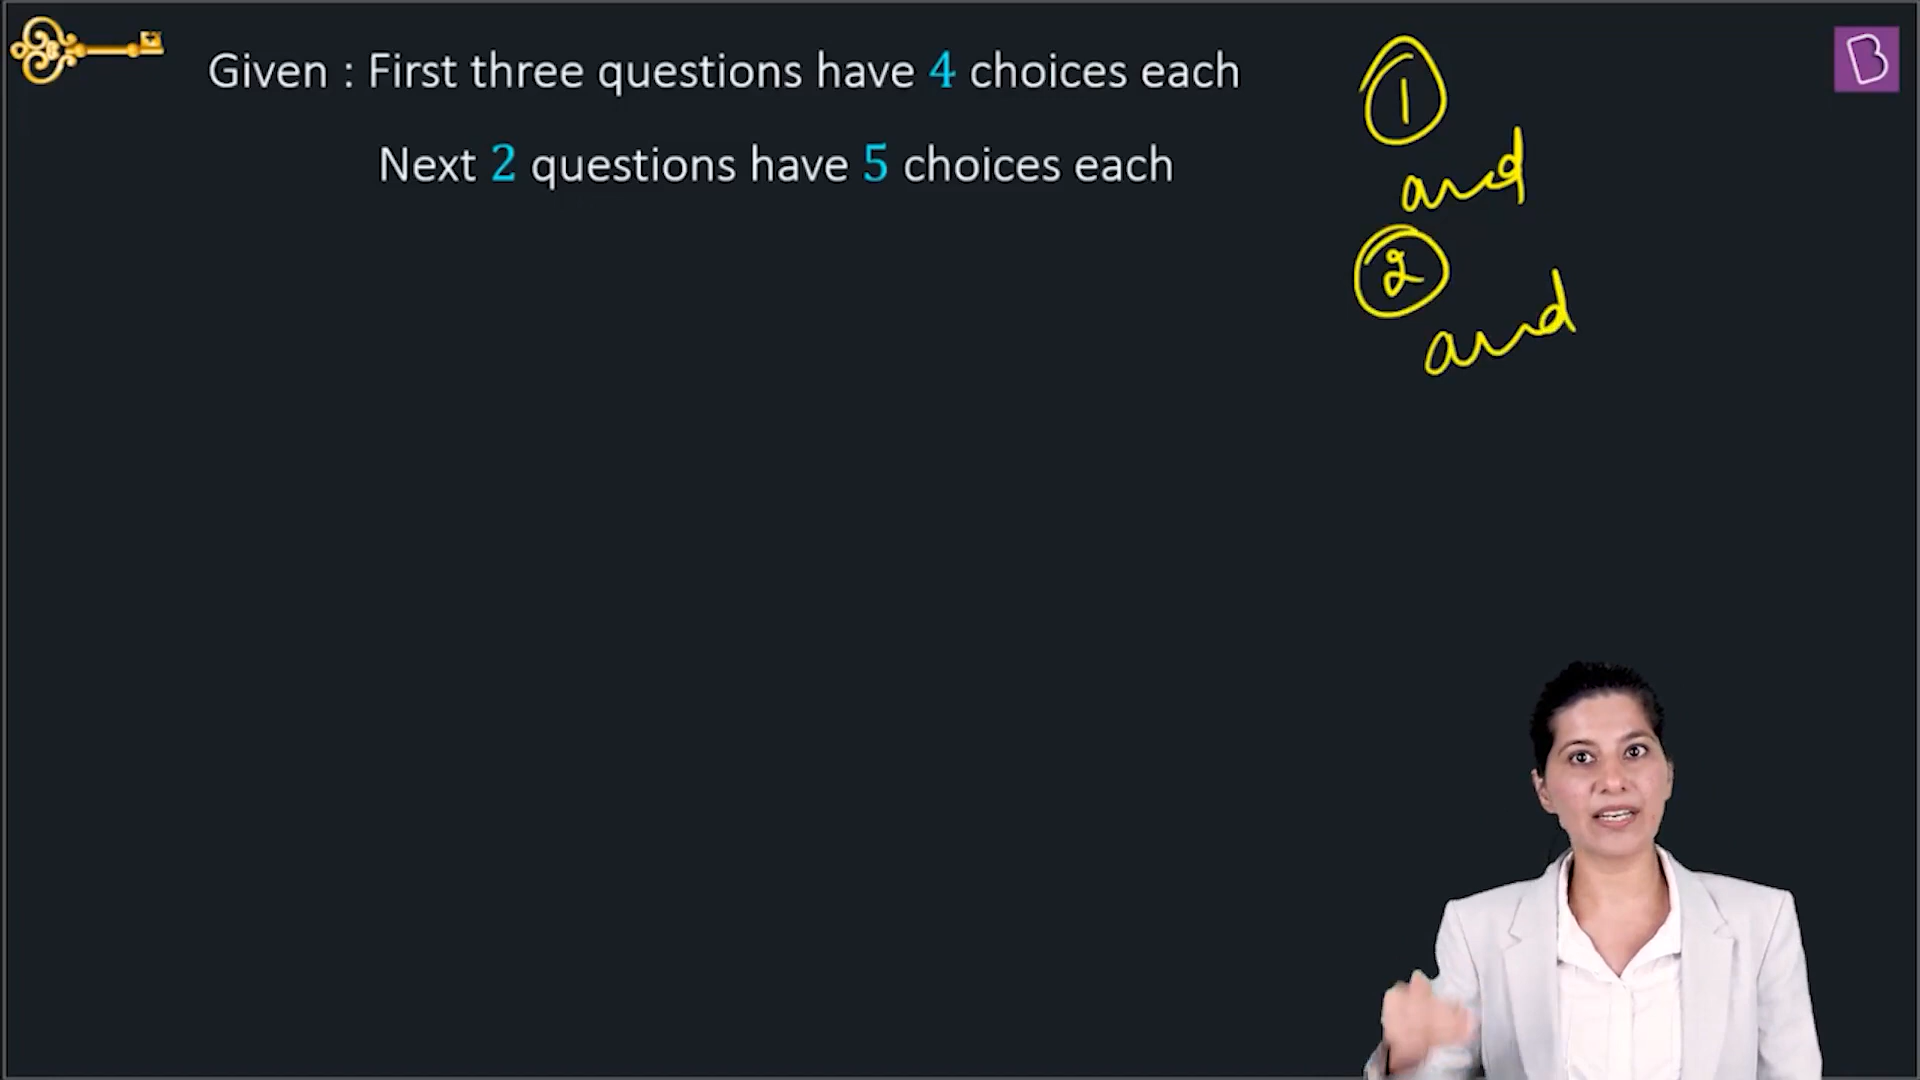 Given : First three questions have 4 choices each
Next 2 questions have 5 choices each
1
and
2
and
B